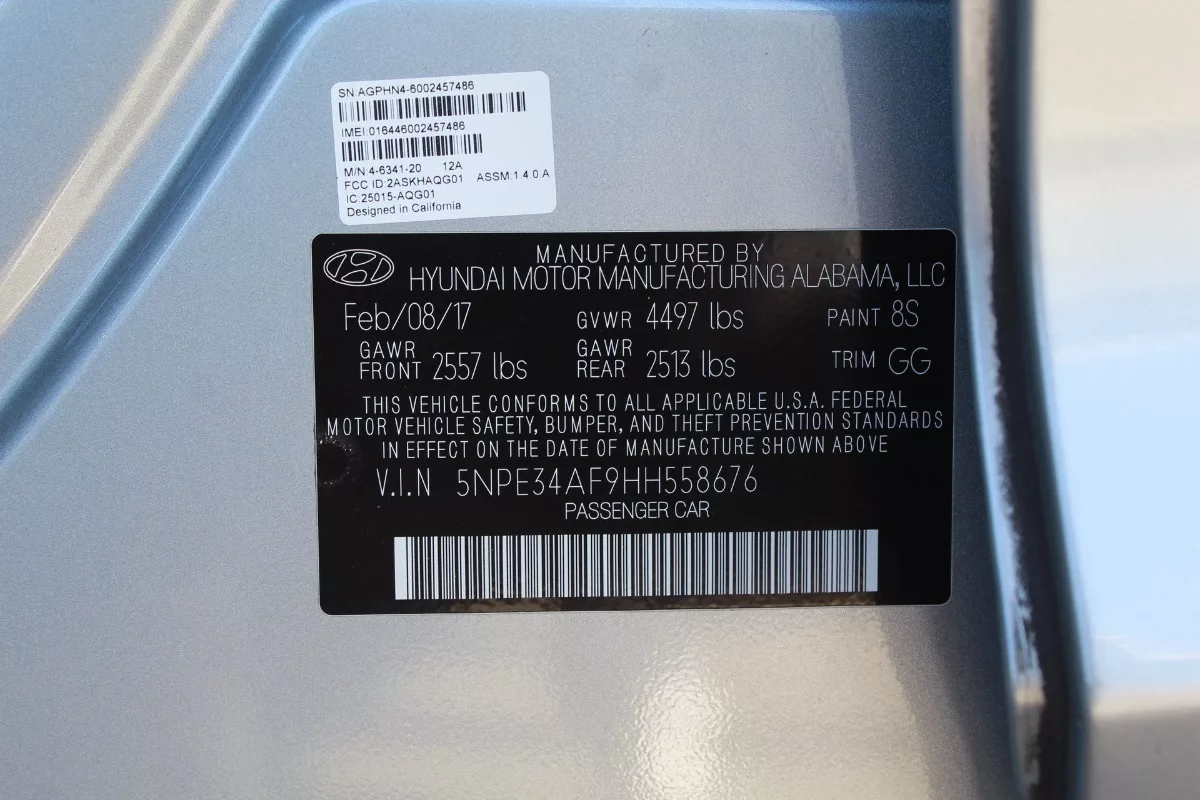 SN:AGPHN4-6002457486
IMEI:016446002457486
M/N:4-6341-20 12A
FCC ID:2ASKHAQG01 ASSM:1.4.0.A
IC:25015-AQG01
Designed in California
MANUFACTURED BY
HYUNDAI MOTOR MANUFACTURING ALABAMA, LLC
Feb/08/17 GVWR 4497 lbs PAINT 8S
GAWR FRONT 2557 lbs GAWR REAR 2513 lbs TRIM GG
THIS VEHICLE CONFORMS TO ALL APPLICABLE U.S.A. FEDERAL
MOTOR VEHICLE SAFETY, BUMPER, AND THEFT PREVENTION STANDARDS
IN EFFECT ON THE DATE OF MANUFACTURE SHOWN ABOVE
V.I.N 5NPE34AF9HH558676
PASSENGER CAR